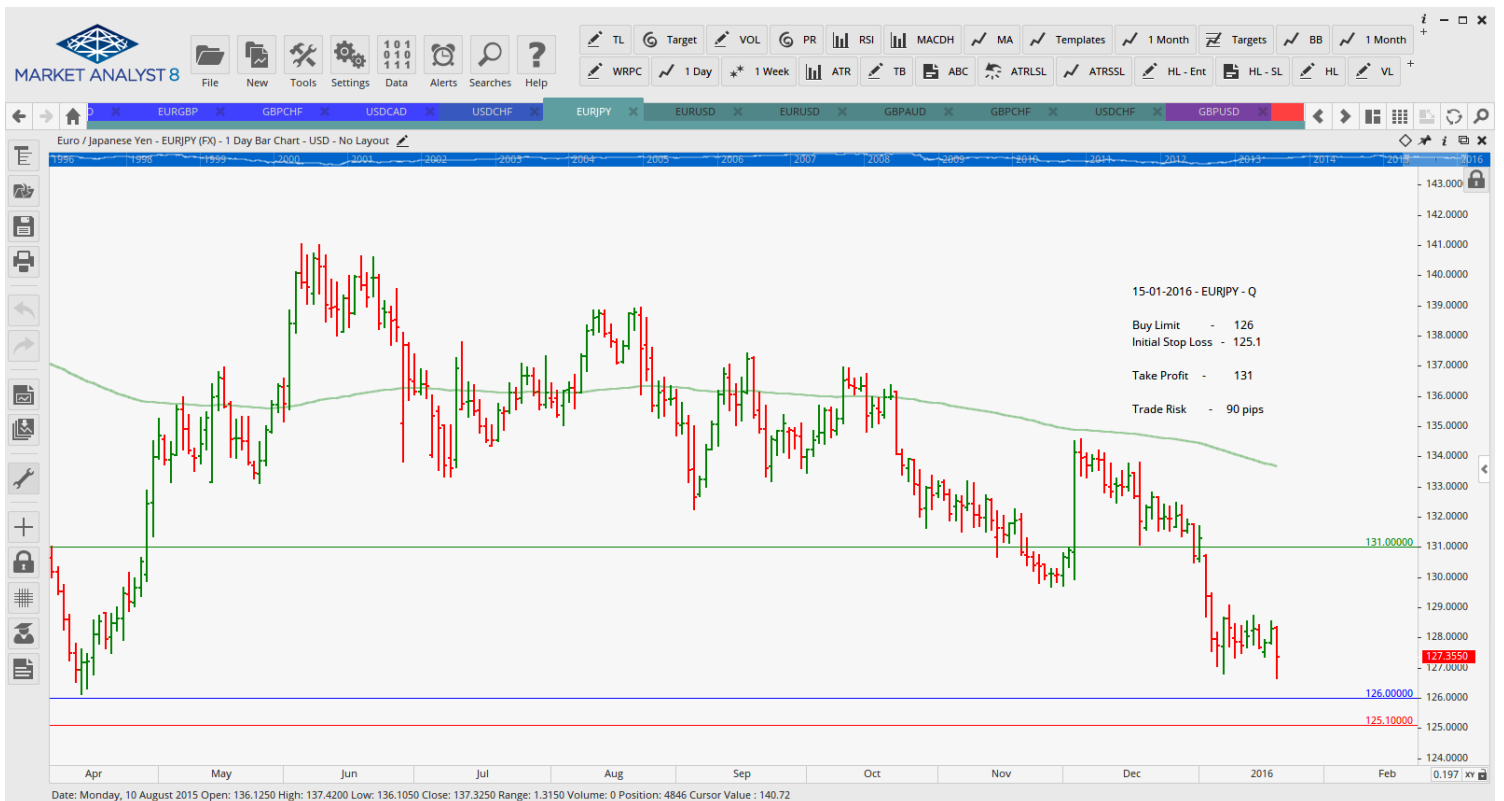 i
TL Target VOL PR RSI MACDH MA Templates 1 Month Targets BB 1 Month +
MARKET ANALYST 8
File New Tools Settings Data Alerts Searches Help
WRPC 1 Day 1 Week ATR TB ABC ATRLSL ATRSSL HL - Ent HL - SL HL VL +
EURGBP GBPCHF USDCAD USDCHF EURJPY EURUSD EURUSD GBPAUD GBPCHF USDCHF GBPUSD
Euro / Japanese Yen - EURJPY (FX) - 1 Day Bar Chart - USD - No Layout
1996 1998 1999 2000 2001 2002 2003 2004 2005 2006 2007 2008 2009 2010 2011 2012 2013 2014 2015 2016
143.000
142.0000
141.0000
140.0000
139.0000
138.0000
137.0000
136.0000
135.0000
134.0000
133.0000
132.0000
131.0000
130.0000
129.0000
128.0000
127.3550
127.0000
126.0000
125.0000
124.0000
15-01-2016 - EURJPY - Q
Buy Limit - 126
Initial Stop Loss - 125.1
Take Profit - 131
Trade Risk - 90 pips
131.00000
126.00000
125.10000
Apr May Jun Jul Aug Sep Oct Nov Dec 2016 Feb
0.197 XY
Date: Monday, 10 August 2015 Open: 136.1250 High: 137.4200 Low: 136.1050 Close: 137.3250 Range: 1.3150 Volume: 0 Position: 4846 Cursor Value : 140.72